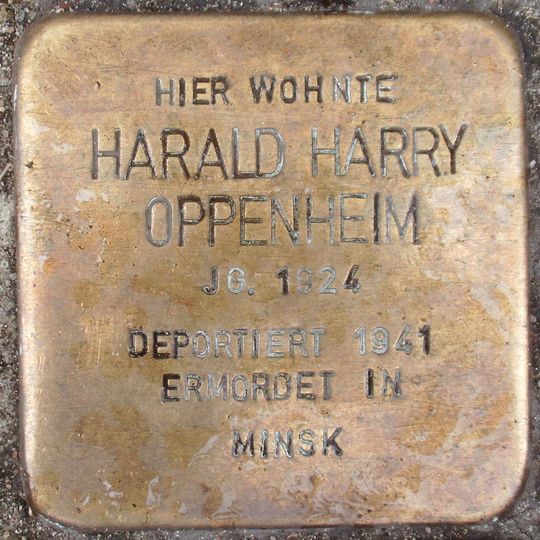 HIER WOHNTE
HARALD HARRY
OPPENHEIM
JG. 1924
DEPORTIERT 1941
ERMORDET IN
MINSK